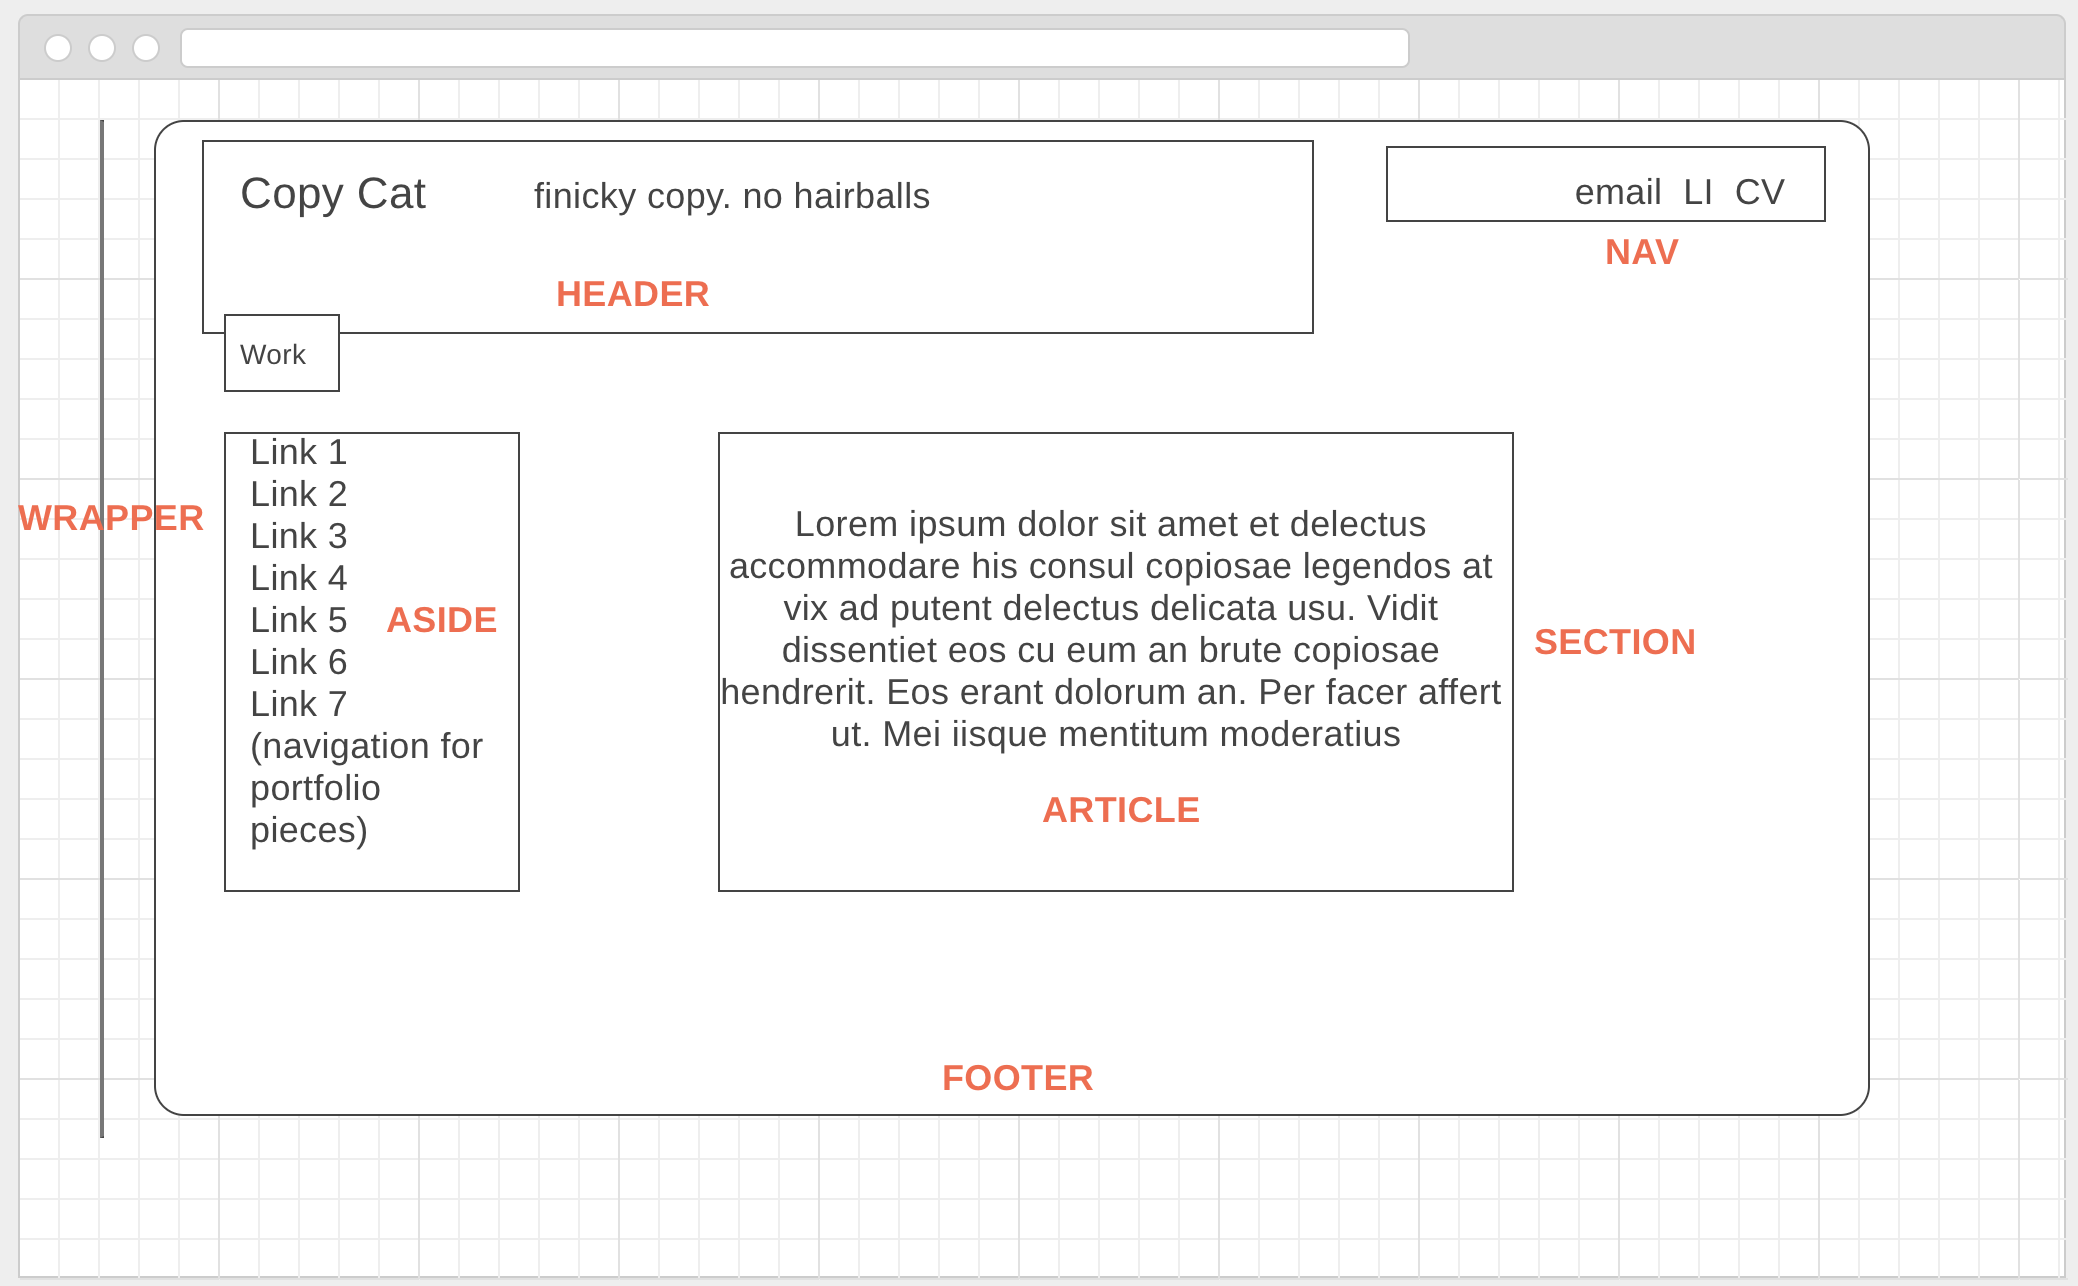 Copy Cat finicky copy. no hairballs
email LI CV
NAV
HEADER
Work
WRAPPER
Link 1
Link 2
Link 3
Link 4
Link 5
Link 6
Link 7
(navigation for
portfolio
pieces)
ASIDE
Lorem ipsum dolor sit amet et delectus
accommodare his consul copiosae legendos at
vix ad putent delectus delicata usu. Vidit
dissentiet eos cu eum an brute copiosae
hendrerit. Eos erant dolorum an. Per facer affert
ut. Mei iisque mentitum moderatius
ARTICLE
SECTION
FOOTER